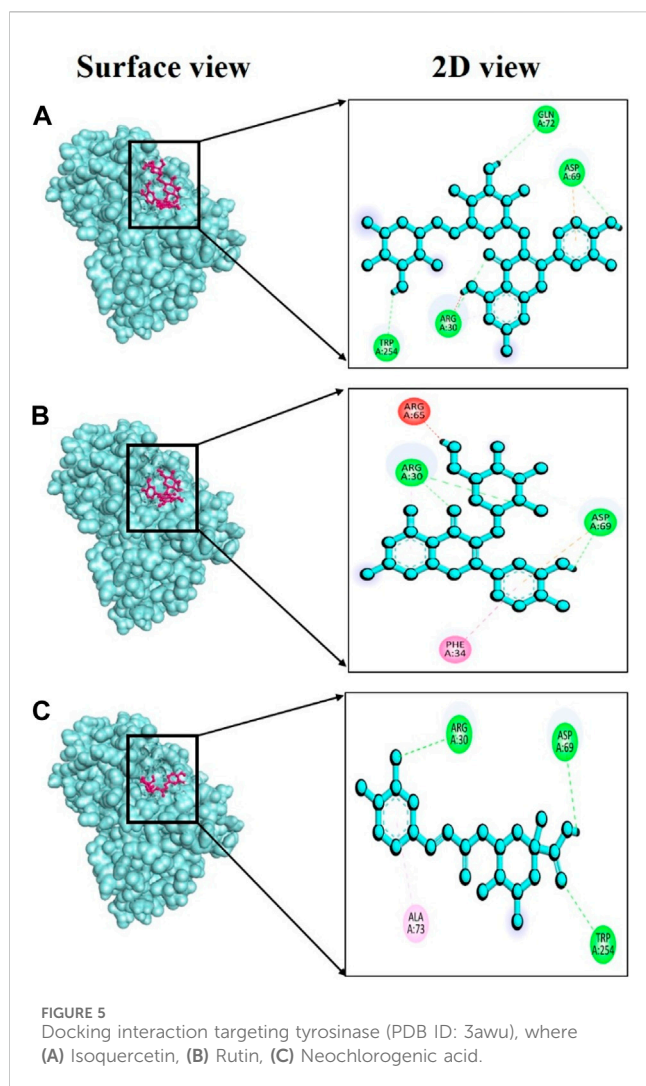 Surface view
2D view
A
GLN
A:72
ASP
A:69
ARG
A:30
TRP
A:254
B
ARG
A:65
ARG
A:30
ASP
A:69
PHE
A:34
C
ARG
A:30
ASP
A:69
ALA
A:73
TRP
A:254
FIGURE 5
Docking interaction targeting tyrosinase (PDB ID: 3awu), where
(A) Isoquercetin, (B) Rutin, (C) Neochlorogenic acid.